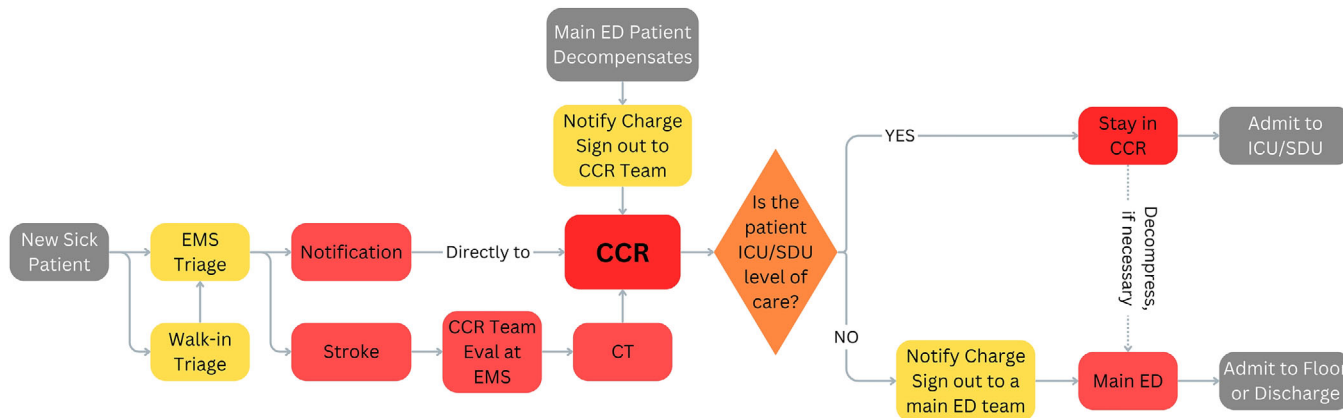 Main ED Patient
Decompensates
Notify Charge
Sign out to
CCR Team
New Sick
Patient
EMS
Triage
Walk-in
Triage
Notification
Directly to
CCR
Stroke
CCR Team
Eval at
EMS
CT
Is the
patient
ICU/SDU
level of
care?
YES
Stay in
CCR
Admit to
ICU/SDU
Decompress,
if necessary
NO
Notify Charge
Sign out to a
main ED team
Main ED
Admit to Floor
or Discharge